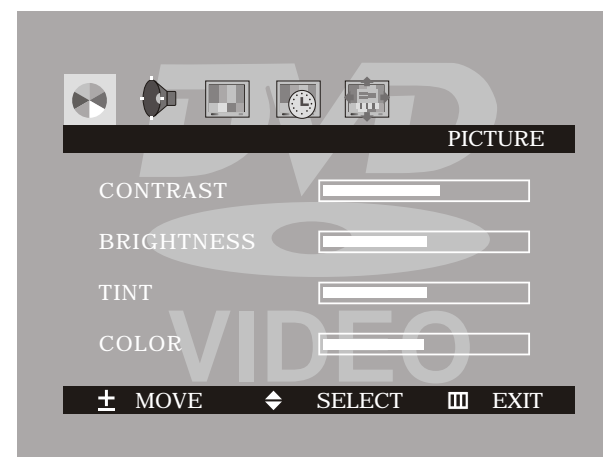 DVD
PICTURE
CONTRAST
BRIGHTNESS
TINT
VIDEO
COLOR
± MOVE SELECT EXIT